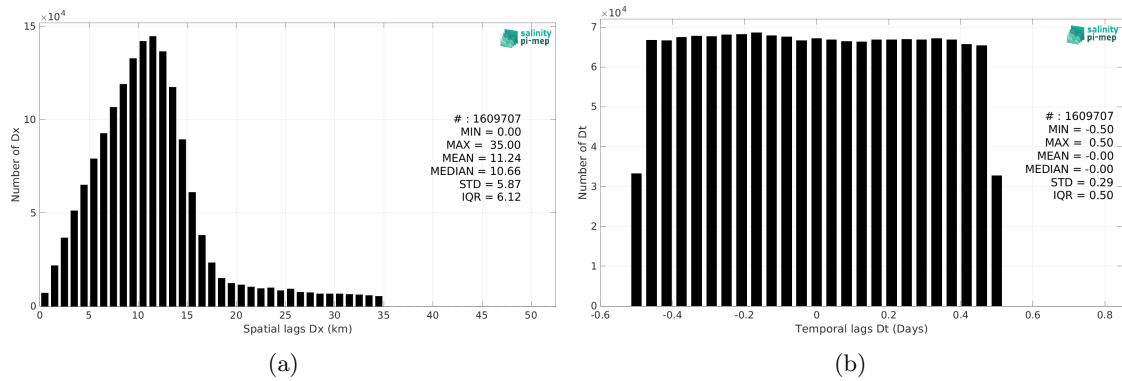 ×10⁴
15
10
5
0
0 5 10 15 20 25 30 35 40 45 50
Number of Dx
Spatial lags Dx (km)
salinity
pi-mep
# : 1609707
MIN = 0.00
MAX = 35.00
MEAN = 11.24
MEDIAN = 10.66
STD = 5.87
IQR = 6.12
(a)
×10⁴
7
6
5
4
3
2
1
0
-0.6 -0.4 -0.2 0 0.2 0.4 0.6 0.8
Number of Dt
Temporal lags Dt (Days)
salinity
pi-mep
# : 1609707
MIN = -0.50
MAX = 0.50
MEAN = -0.00
MEDIAN = -0.00
STD = 0.29
IQR = 0.50
(b)